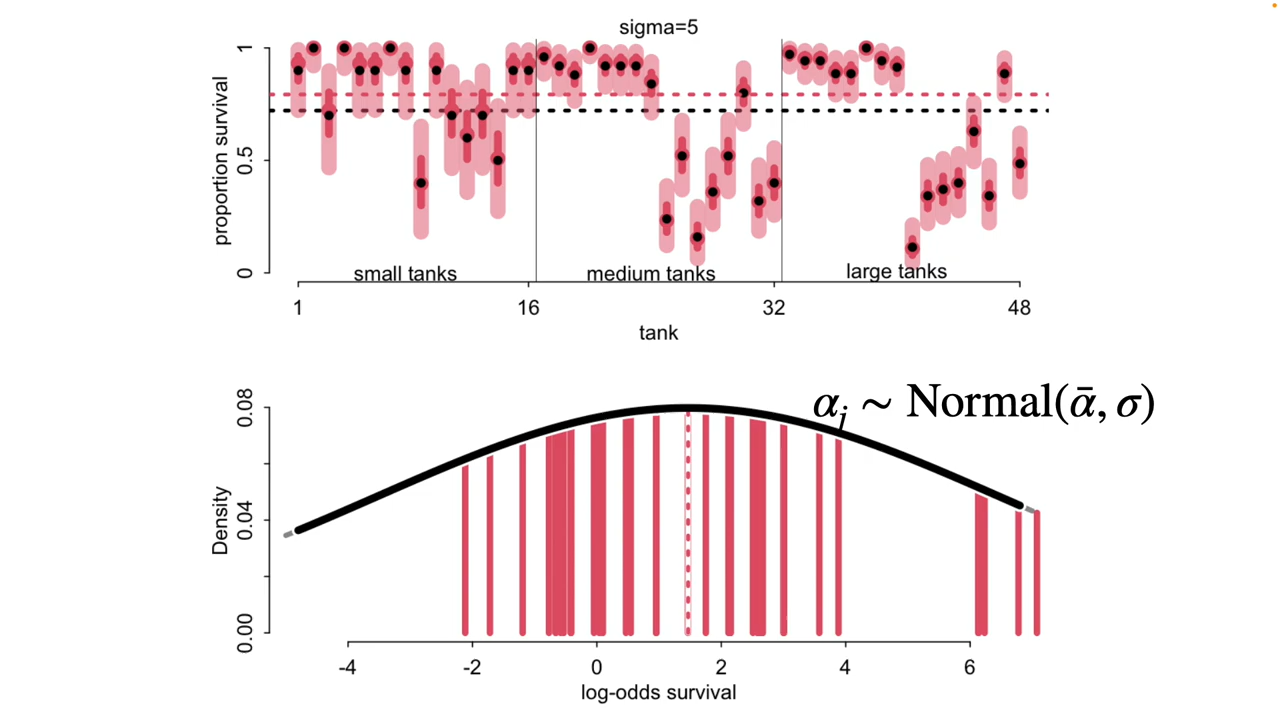 sigma=5
proportion survival
1
0.5
0
small tanks
medium tanks
large tanks
1
16
32
48
tank
αⱼ ~ Normal(ᾱ, σ)
Density
0.08
0.04
0.00
-4
-2
0
2
4
6
log-odds survival